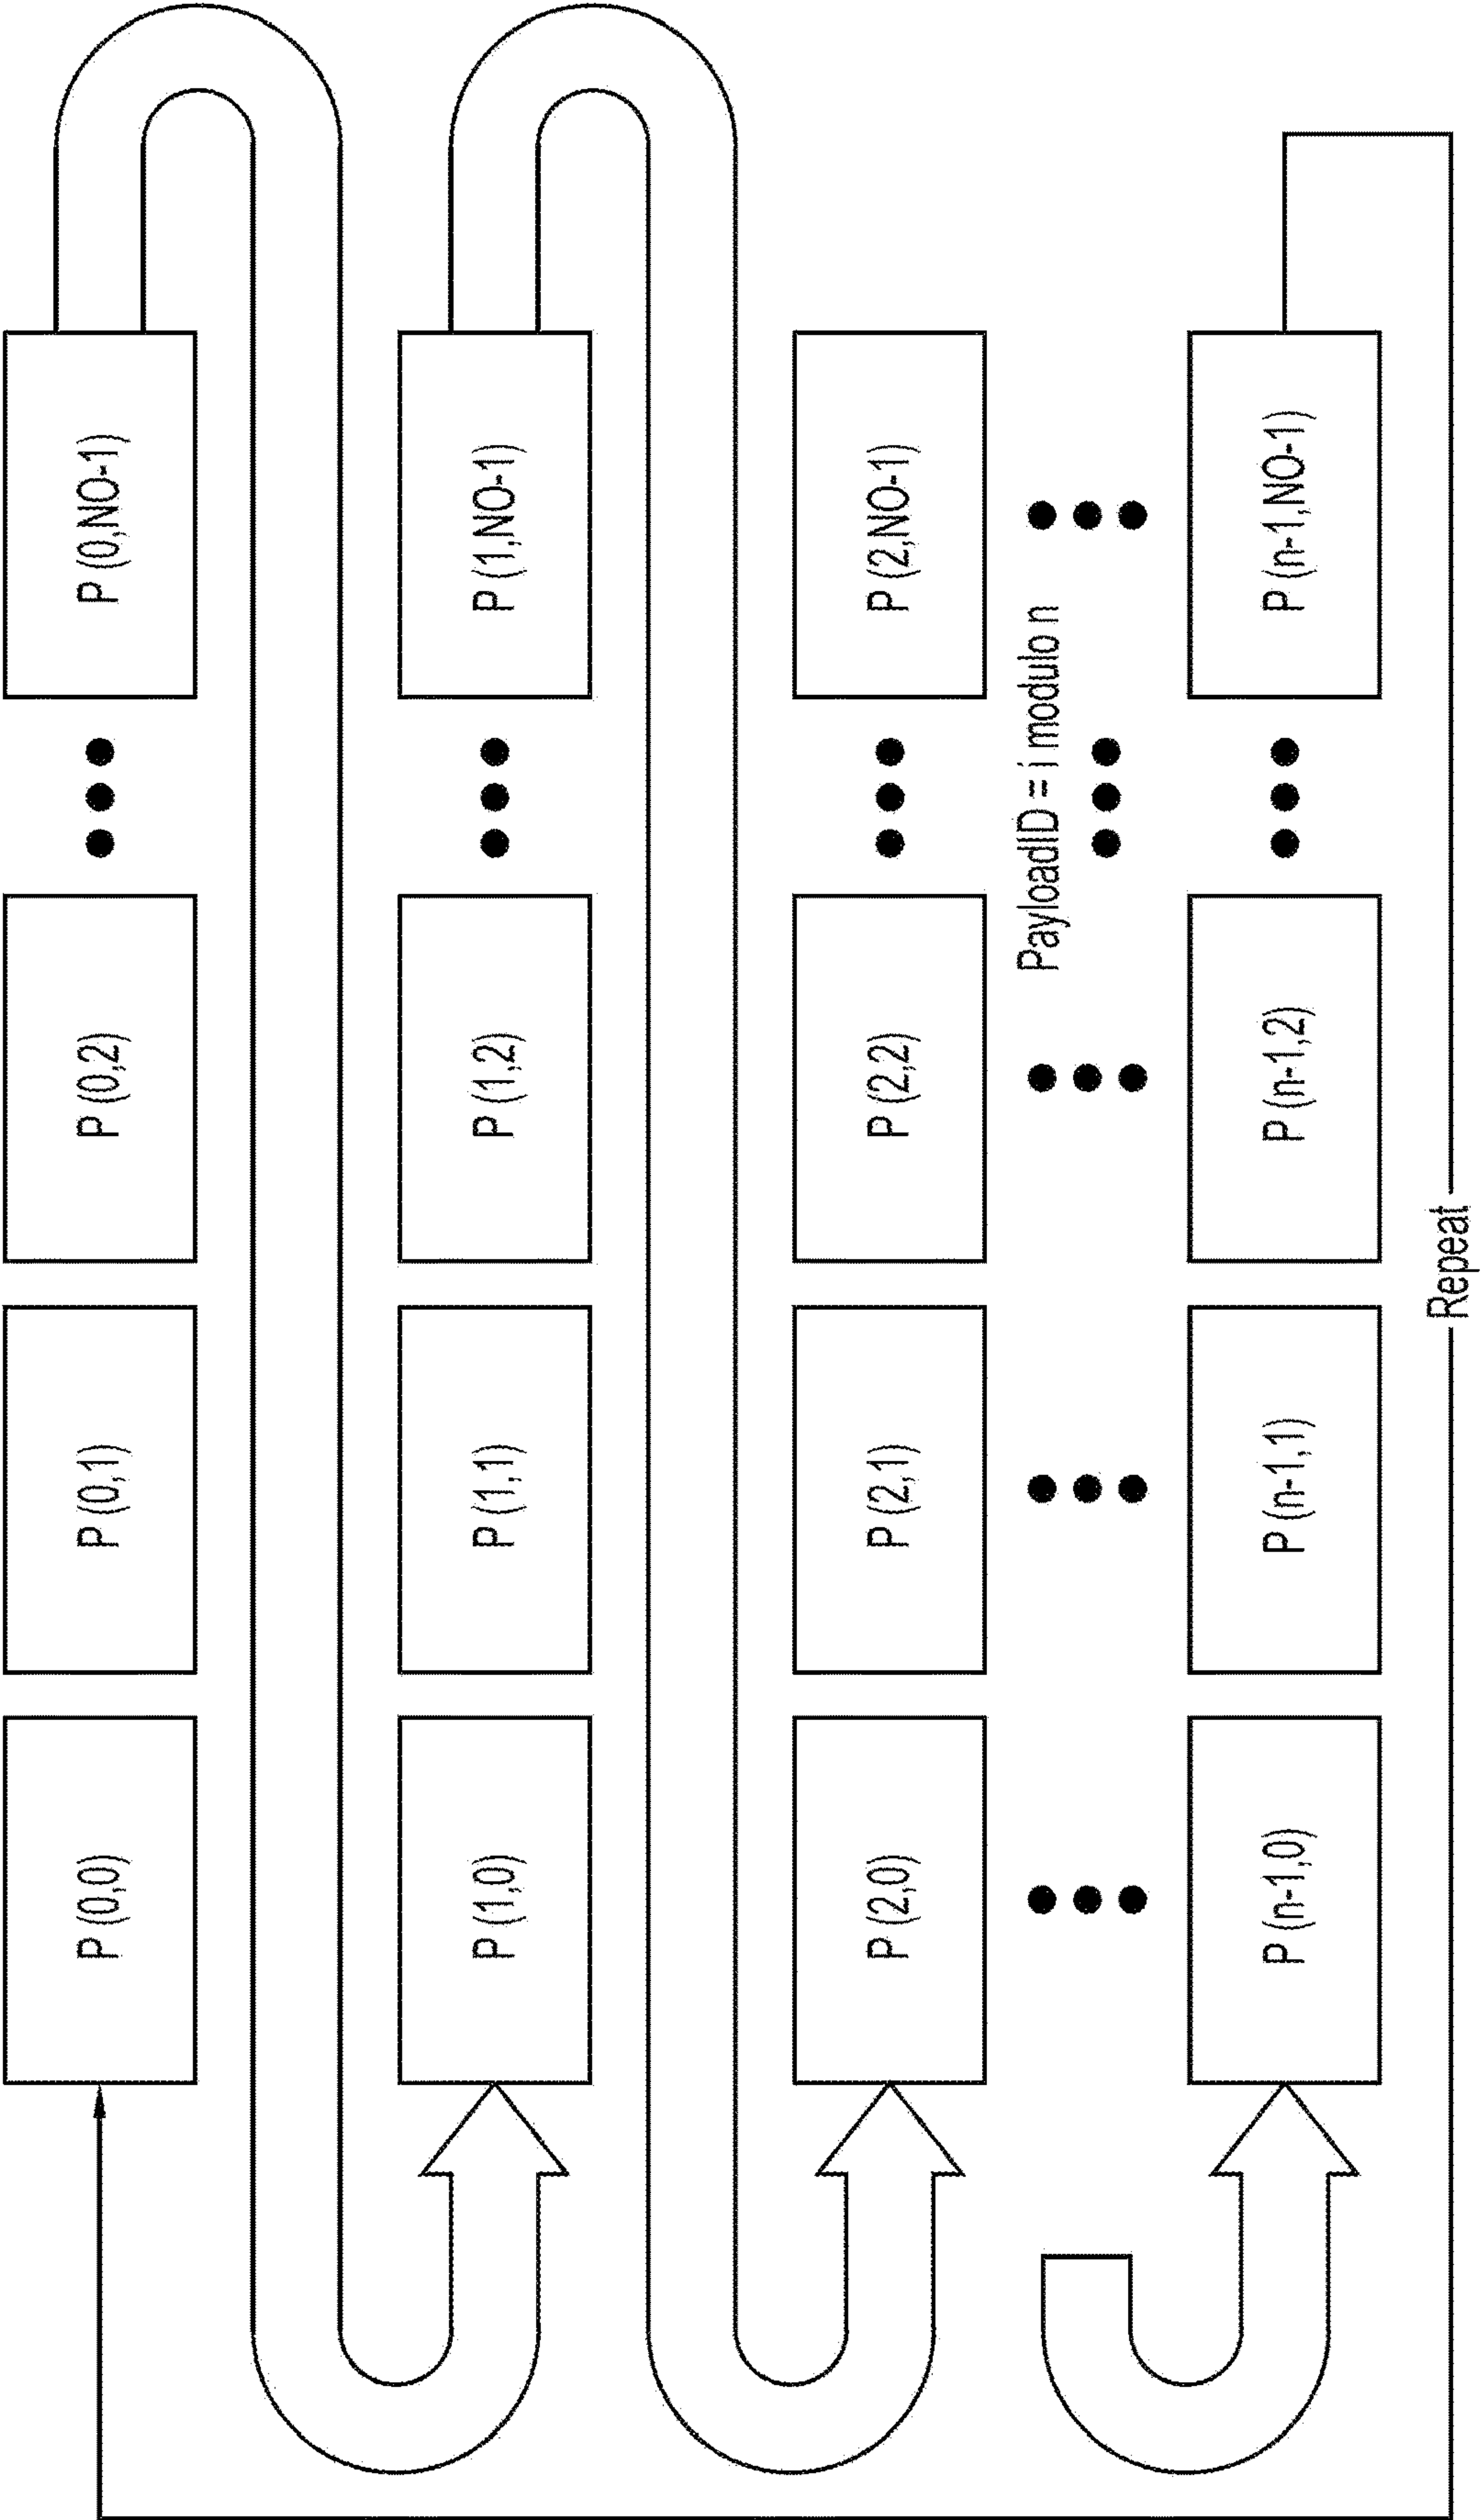 P (0,0)
P (0,1)
P (0,2)
P (0,NO-1)
P (1,0)
P (1,1)
P (1,2)
P (1,NO-1)
P (2,0)
P (2,1)
P (2,2)
P (2,NO-1)
PayloadID = i modulo n
P (n-1,0)
P (n-1,1)
P (n-1,2)
P (n-1,NO-1)
Repeat